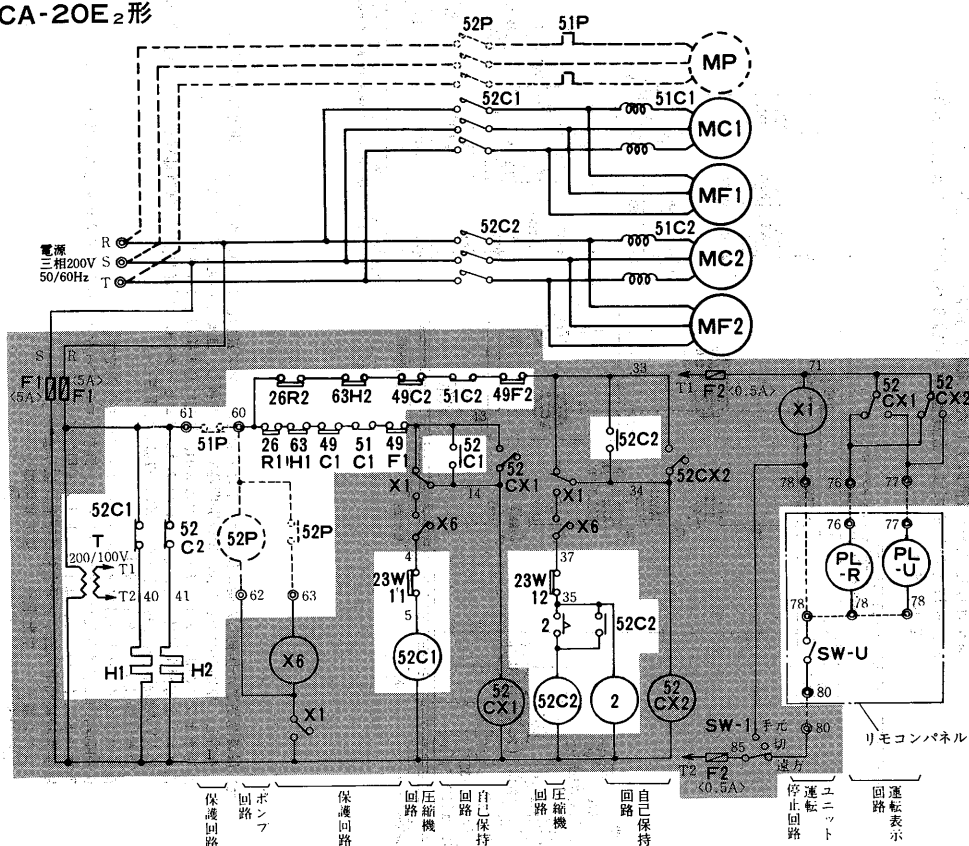 CA-20E₂形
52P
51P
MP
52C1
51C1
MC1
MF1
52C2
51C2
MC2
MF2
電源
三相200V
50/60Hz
R
S
T
S
R
F1
<5A>
<5A>
F1
61
60
51P
26R2
63H2
49C2
51C2
49F2
33
26
R1
63
H1
49
C1
51
C1
49
F1
13
52
C1
52
CX1
14
X1
X6
4
23W
11
5
52C1
52
CX1
52C2
52CX2
34
X1
X6
37
23W
12
35
2
52C2
52C2
2
52
CX2
52C1
52
C2
T
200/100V
T1
T2
40
41
H1
H2
52P
52P
62
63
X6
X1
1
T1
F2
<0.5A>
71
X1
52
CX1
52
CX2
78
76
77
76
77
PL
-R
PL
-U
78
78
78
SW-U
80
80
リモコンパネル
SW-1
手元
切
遠方
85
T2
F2
<0.5A>
保護回路
ポンプ
回路
保護回路
圧縮機
回路
自己保持
回路
圧縮機
回路
自己保持
回路
ユニット
運転
停止回路
運転表示
回路